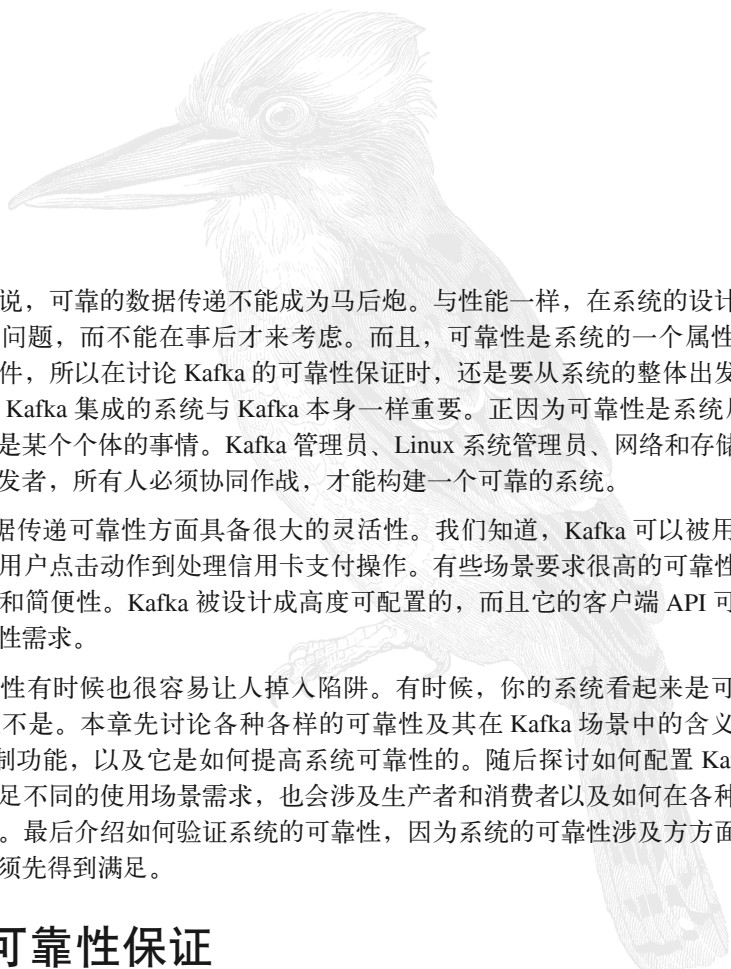 说，可靠的数据传递不能成为马后炮。与性能一样，在系统的设计
问题，而不能在事后才来考虑。而且，可靠性是系统的一个属性
件，所以在讨论 Kafka 的可靠性保证时，还是要从系统的整体出发
Kafka 集成的系统与 Kafka 本身一样重要。正因为可靠性是系统
是某个个体的事情。Kafka 管理员、Linux 系统管理员、网络和存储
发者，所有人必须协同作战，才能构建一个可靠的系统。
据传递可靠性方面具备很大的灵活性。我们知道，Kafka 可以被用
用户点击动作到处理信用卡支付操作。有些场景要求很高的可靠性
和简便性。Kafka 被设计成高度可配置的，而且它的客户端 API 可
性需求。
性有时候也很容易让人掉入陷阱。有时候，你的系统看起来是可
不是。本章先讨论各种各样的可靠性及其在 Kafka 场景中的含义
制功能，以及它是如何提高系统可靠性的。随后探讨如何配置 Ka
足不同的使用场景需求，也会涉及生产者和消费者以及如何在各种
。最后介绍如何验证系统的可靠性，因为系统的可靠性涉及方方面
须先得到满足。
可靠性保证